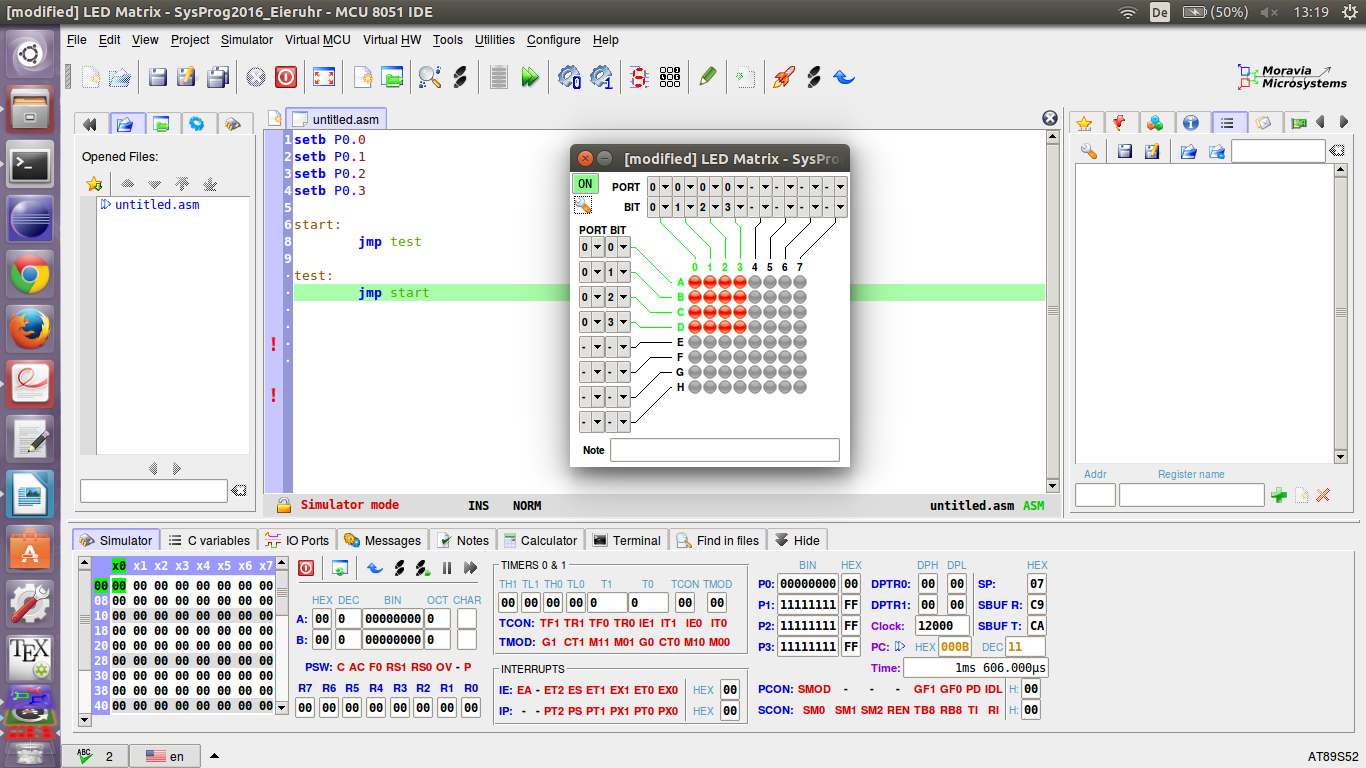 [modified] LED Matrix - SysProg2016_Eieruhr - MCU 8051 IDE
De (50%) 13:19
File Edit View Project Simulator Virtual MCU Virtual HW Tools Utilities Configure Help
Moravia
Microsystems
Opened Files:
untitled.asm
untitled.asm
1 setb P0.0
2 setb P0.1
3 setb P0.2
4 setb P0.3
5
6 start:
8 jmp test
9
test:
jmp start
!
!
[modified] LED Matrix - SysPro
ON PORT 0 0 0 0 - - - -
BIT 0 1 2 3 - - - -
PORT BIT
0 0
0 1
0 2
0 3
- -
- -
- -
- -
0 1 2 3 4 5 6 7
A
B
C
D
E
F
G
H
Note
Addr Register name
Simulator mode INS NORM untitled.asm ASM
Simulator C variables IO Ports Messages Notes Calculator Terminal Find in files Hide
x0 x1 x2 x3 x4 x5 x6 x7
00 00 00 00 00 00 00 00 00
08 00 00 00 00 00 00 00 00
10 00 00 00 00 00 00 00 00
18 00 00 00 00 00 00 00 00
20 00 00 00 00 00 00 00 00
28 00 00 00 00 00 00 00 00
30 00 00 00 00 00 00 00 00
38 00 00 00 00 00 00 00 00
40 00 00 00 00 00 00 00 00
HEX DEC BIN OCT CHAR
A: 00 0 00000000 0
B: 00 0 00000000 0
PSW: C AC F0 RS1 RS0 OV - P
R7 R6 R5 R4 R3 R2 R1 R0
00 00 00 00 00 00 00 00
TIMERS 0 & 1
TH1 TL1 TH0 TL0 T1 T0 TCON TMOD
00 00 00 00 0 0 00 00
TCON: TF1 TR1 TF0 TR0 IE1 IT1 IE0 IT0
TMOD: G1 CT1 M11 M01 G0 CT0 M10 M00
INTERRUPTS
IE: EA - ET2 ES ET1 EX1 ET0 EX0 HEX 00
IP: - - PT2 PS PT1 PX1 PT0 PX0 HEX 00
BIN HEX
P0: 00000000 00
P1: 11111111 FF
P2: 11111111 FF
P3: 11111111 FF
DPH DPL
DPTR0: 00 00
DPTR1: 00 00
Clock: 12000
HEX
SP: 07
SBUF R: C9
SBUF T: CA
PC: HEX 000B DEC 11
Time: 1ms 606.000µs
PCON: SMOD - - - GF1 GF0 PD IDL H: 00
SCON: SM0 SM1 SM2 REN TB8 RB8 TI RI H: 00
ABC 2 en AT89S52
TEX